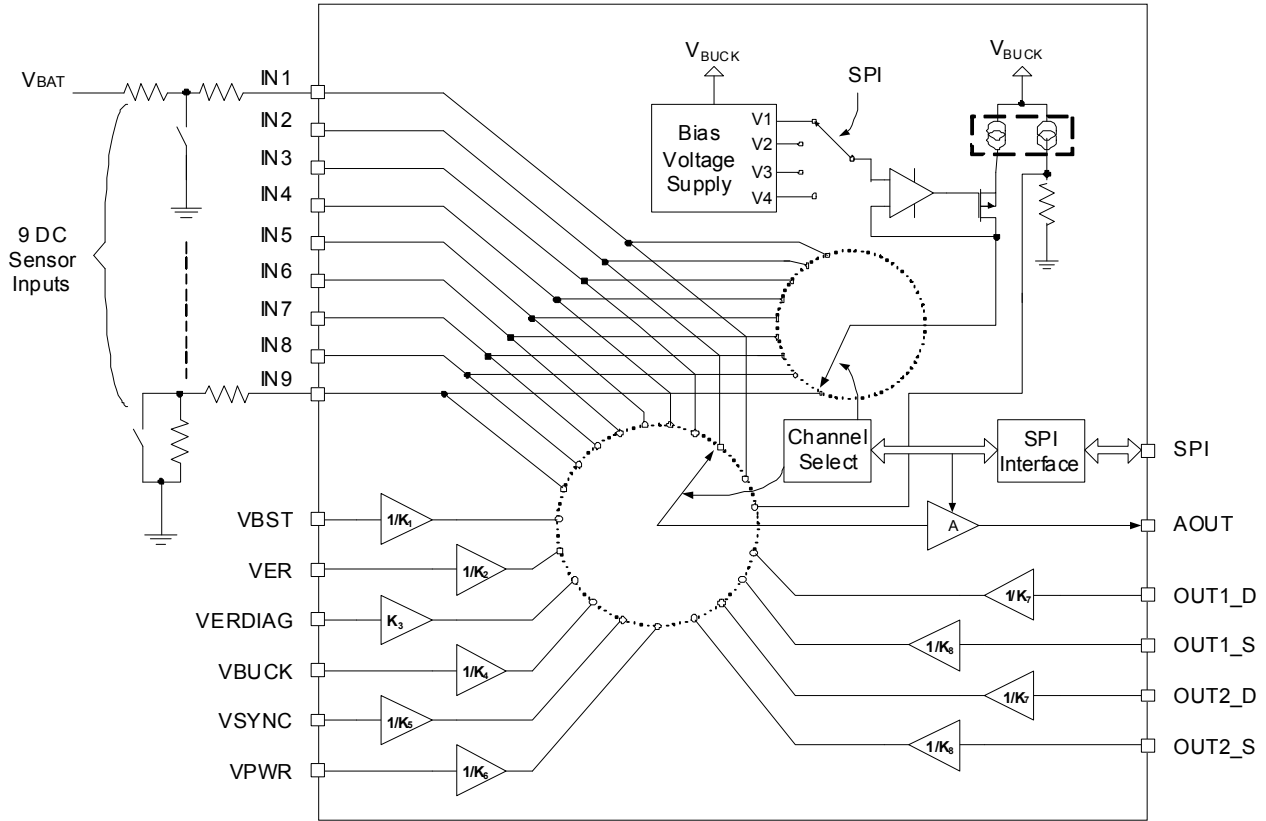 VBAT
IN1
IN2
IN3
IN4
IN5
IN6
IN7
IN8
IN9
9 DC
Sensor
Inputs
VBUCK
SPI
VBUCK
Bias
Voltage
Supply
V1
V2
V3
V4
Channel
Select
SPI
Interface
SPI
A
AOUT
VBST
1/K1
VER
1/K2
VERDIAG
K3
VBUCK
1/K4
VSYNC
1/K5
VPWR
1/K6
1/K7
OUT1_D
1/K8
OUT1_S
1/K7
OUT2_D
1/K8
OUT2_S